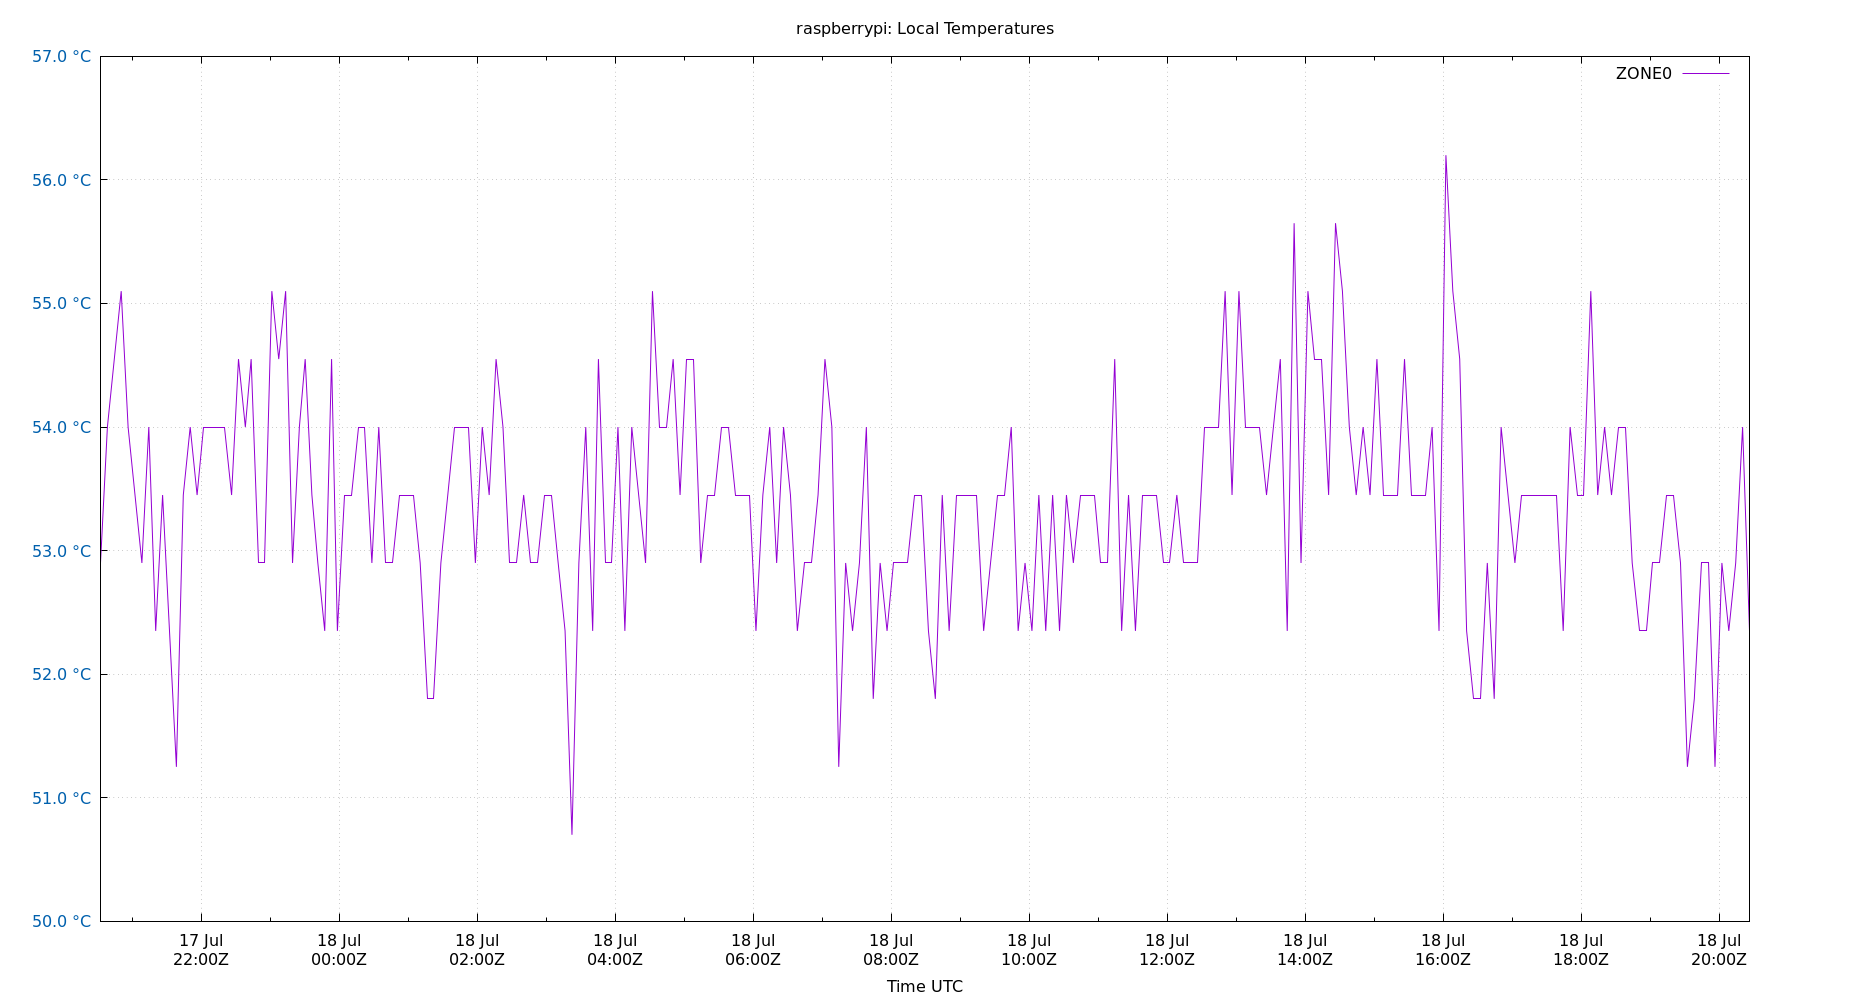 raspberrypi: Local Temperatures
57.0 °C
ZONE0
56.0 °C
55.0 °C
54.0 °C
53.0 °C
52.0 °C
51.0 °C
50.0 °C
17 Jul 18 Jul 18 Jul 18 Jul 18 Jul 18 Jul 18 Jul 18 Jul 18 Jul 18 Jul 18 Jul 18 Jul
22:00Z 00:00Z 02:00Z 04:00Z 06:00Z 08:00Z 10:00Z 12:00Z 14:00Z 16:00Z 18:00Z 20:00Z
Time UTC